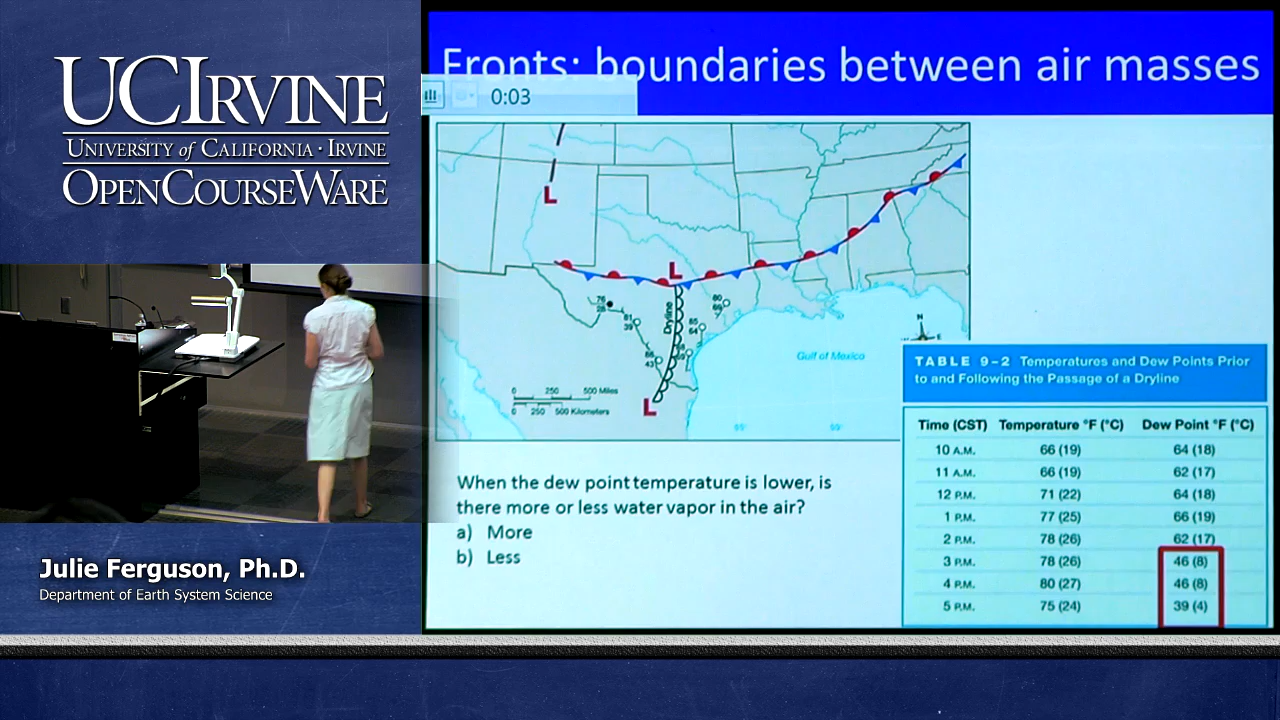 UCIRVINE
UNIVERSITY of CALIFORNIA · IRVINE
OPENCOURSEWARE
Julie Ferguson, Ph.D.
Department of Earth System Science
Fronts: boundaries between air masses
0:03
L
L
Dryline
L
Gulf of Mexico
N
E
0 250 500 Miles
0 250 500 Kilometers
TABLE 9–2 Temperatures and Dew Points Prior
to and Following the Passage of a Dryline
Time (CST) Temperature °F (°C) Dew Point °F (°C)
10 A.M. 66 (19) 64 (18)
11 A.M. 66 (19) 62 (17)
12 P.M. 71 (22) 64 (18)
1 P.M. 77 (25) 66 (19)
2 P.M. 78 (26) 62 (17)
3 P.M. 78 (26) 46 (8)
4 P.M. 80 (27) 46 (8)
5 P.M. 75 (24) 39 (4)
When the dew point temperature is lower, is
there more or less water vapor in the air?
a) More
b) Less